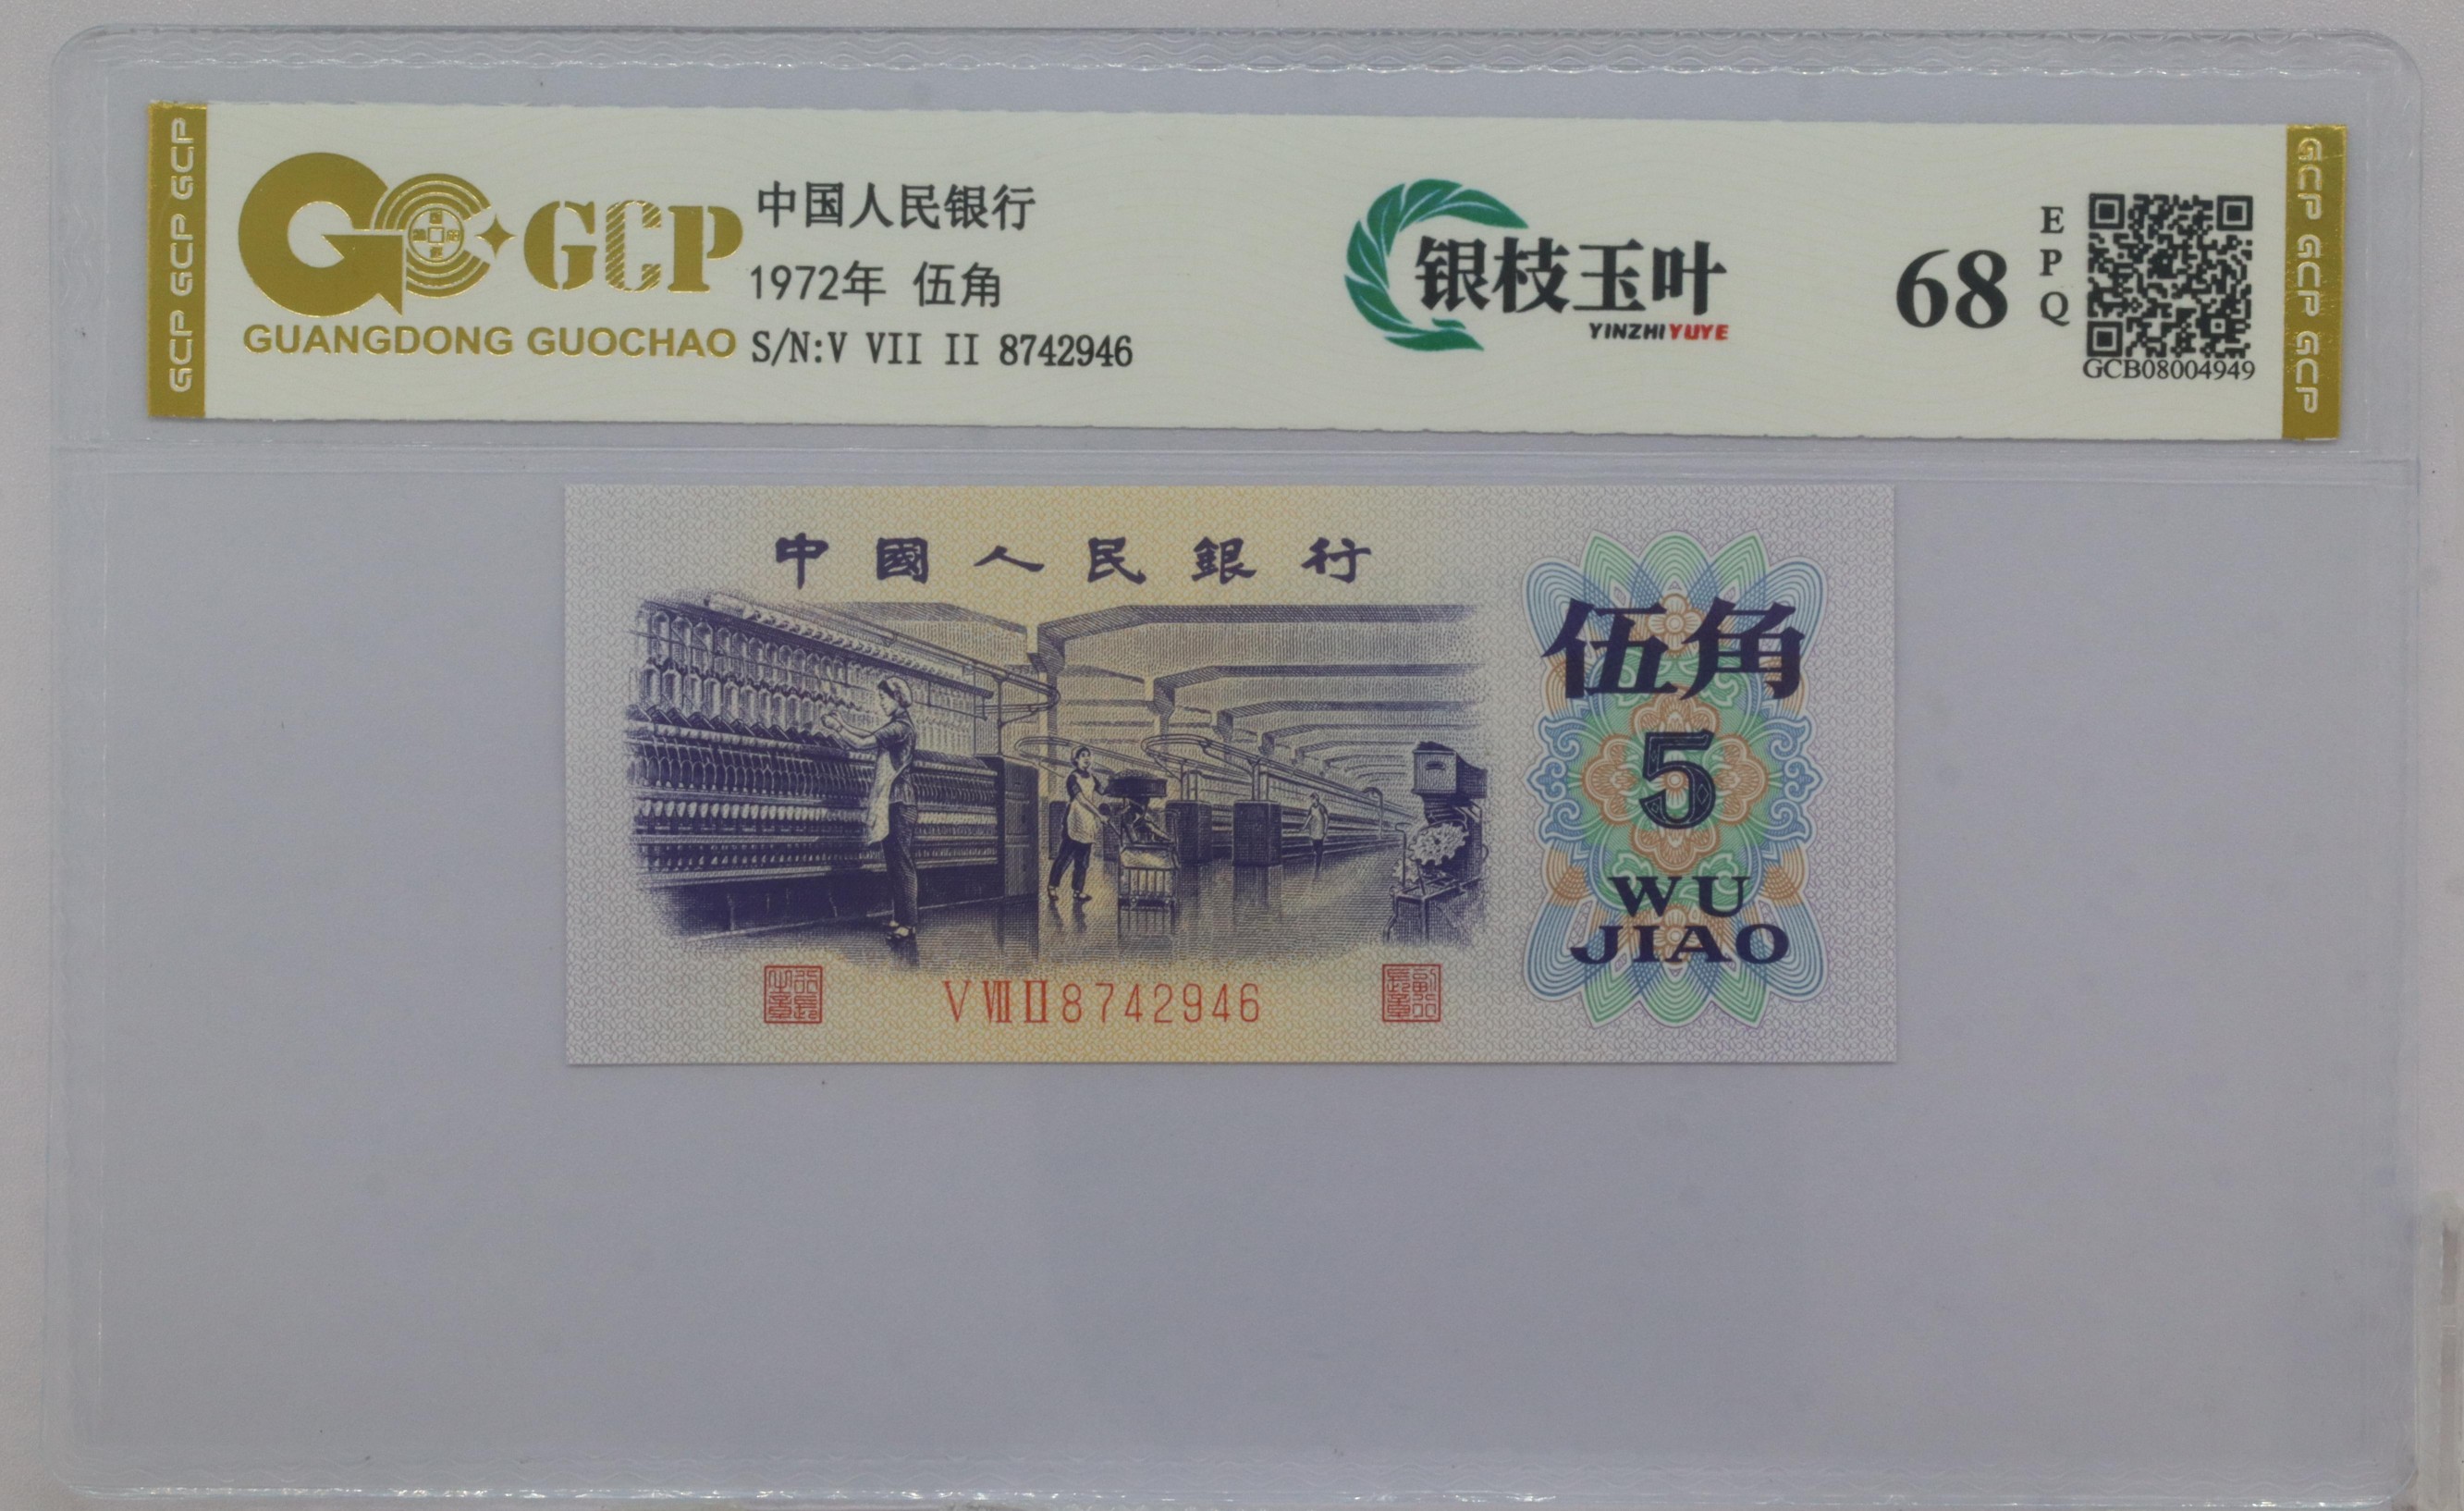 GCP GCP GCP
GCP
GUANGDONG GUOCHAO
中国人民银行
1972年 伍角
S/N:V VII II 8742946
银枝玉叶
YINZHIYUYE
68
EPQ
GCB08004949
GCP GCP GCP
中國人民銀行
伍角
5
WU
JIAO
V VII II 8742946